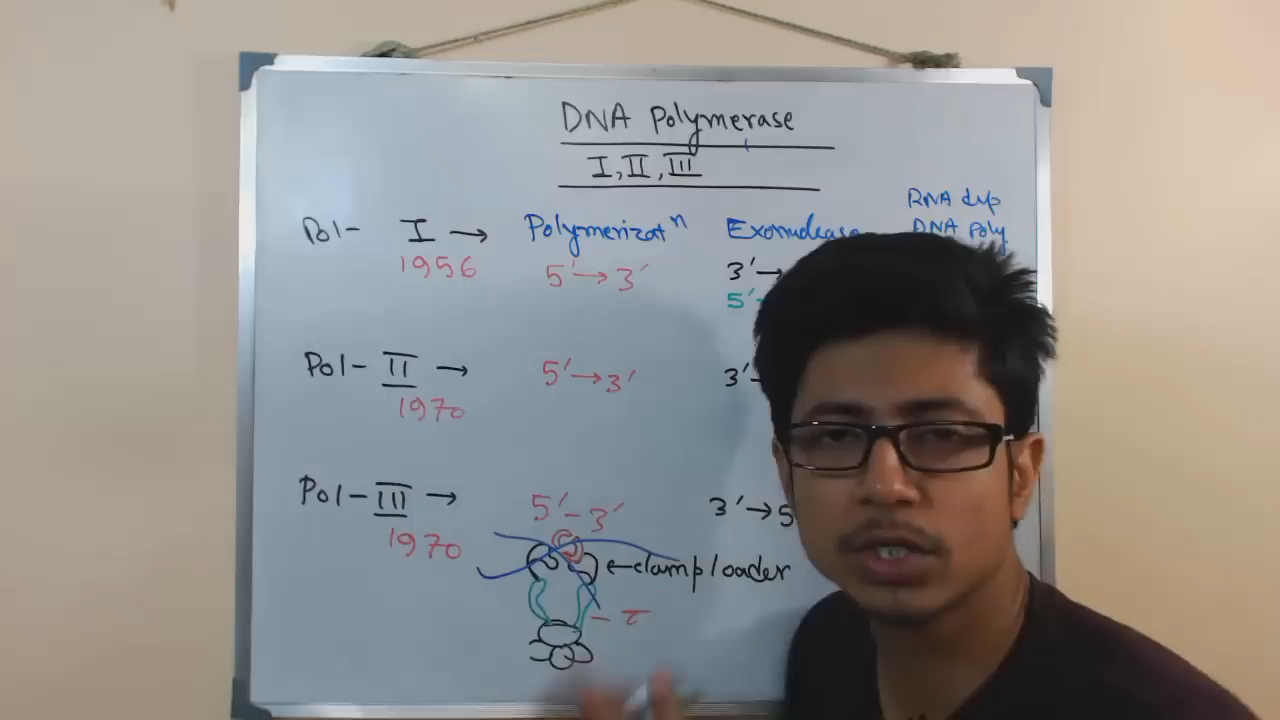 DNA Polymerase
I, II, III
RNA dep
Pol- I → Polymerizatⁿ Exonuclease DNA Poly
1956 5'→3' 3'→
5'-
Pol- II → 5'→3' 3'-
1970
Pol- III → 5'-3' 3'→5
1970
←clamp loader
- τ